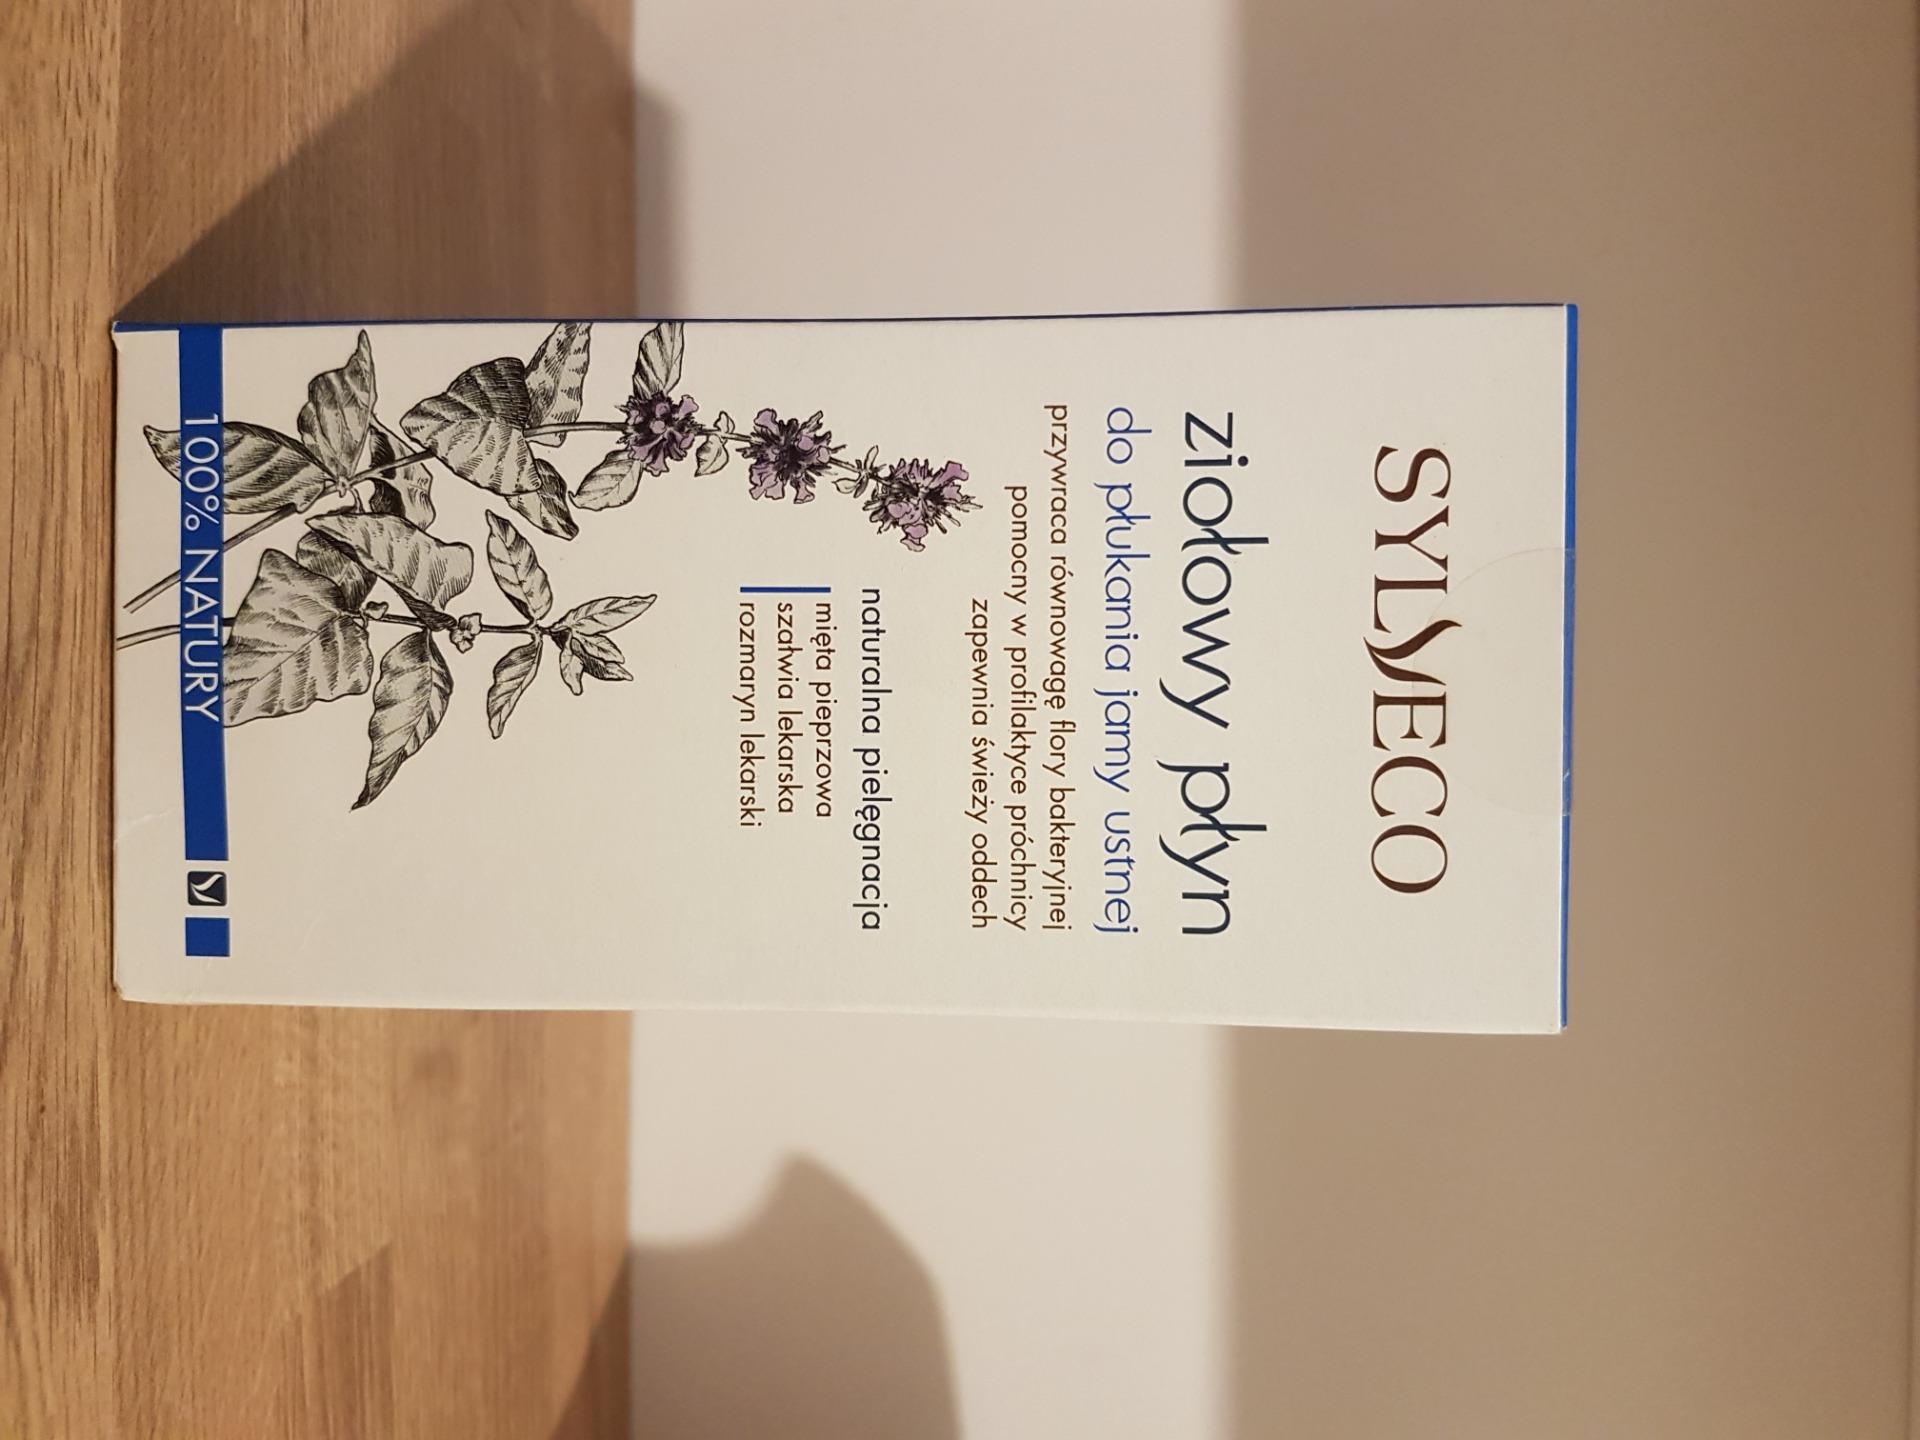 SYLVECO
ziołowy płyn
do płukania jamy ustnej
przywraca równowagę flory bakteryjnej
pomocny w profilaktyce próchnicy
zapewnia świeży oddech
naturalna pielęgnacja
mięta pieprzowa
szałwia lekarska
rozmaryn lekarski
100% NATURY